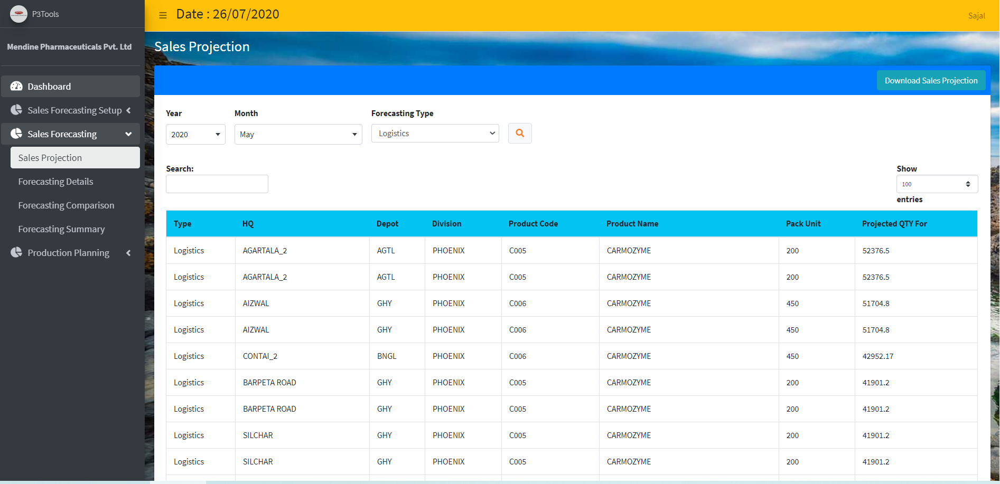 P3Tools
Mendine Pharmaceuticals Pvt. Ltd
Dashboard
Sales Forecasting Setup
Sales Forecasting
Sales Projection
Forecasting Details
Forecasting Comparison
Forecasting Summary
Production Planning
Date : 26/07/2020
Sajal
Sales Projection
Download Sales Projection
Year Month Forecasting Type
2020 May Logistics
Search: Show
100
entries
Type HQ Depot Division Product Code Product Name Pack Unit Projected QTY For
Logistics AGARTALA_2 AGTL PHOENIX C005 CARMOZYME 200 52376.5
Logistics AGARTALA_2 AGTL PHOENIX C005 CARMOZYME 200 52376.5
Logistics AIZWAL GHY PHOENIX C006 CARMOZYME 450 51704.8
Logistics AIZWAL GHY PHOENIX C006 CARMOZYME 450 51704.8
Logistics CONTAI_2 BNGL PHOENIX C006 CARMOZYME 450 42952.17
Logistics BARPETA ROAD GHY PHOENIX C005 CARMOZYME 200 41901.2
Logistics BARPETA ROAD GHY PHOENIX C005 CARMOZYME 200 41901.2
Logistics SILCHAR GHY PHOENIX C005 CARMOZYME 200 41901.2
Logistics SILCHAR GHY PHOENIX C005 CARMOZYME 200 41901.2